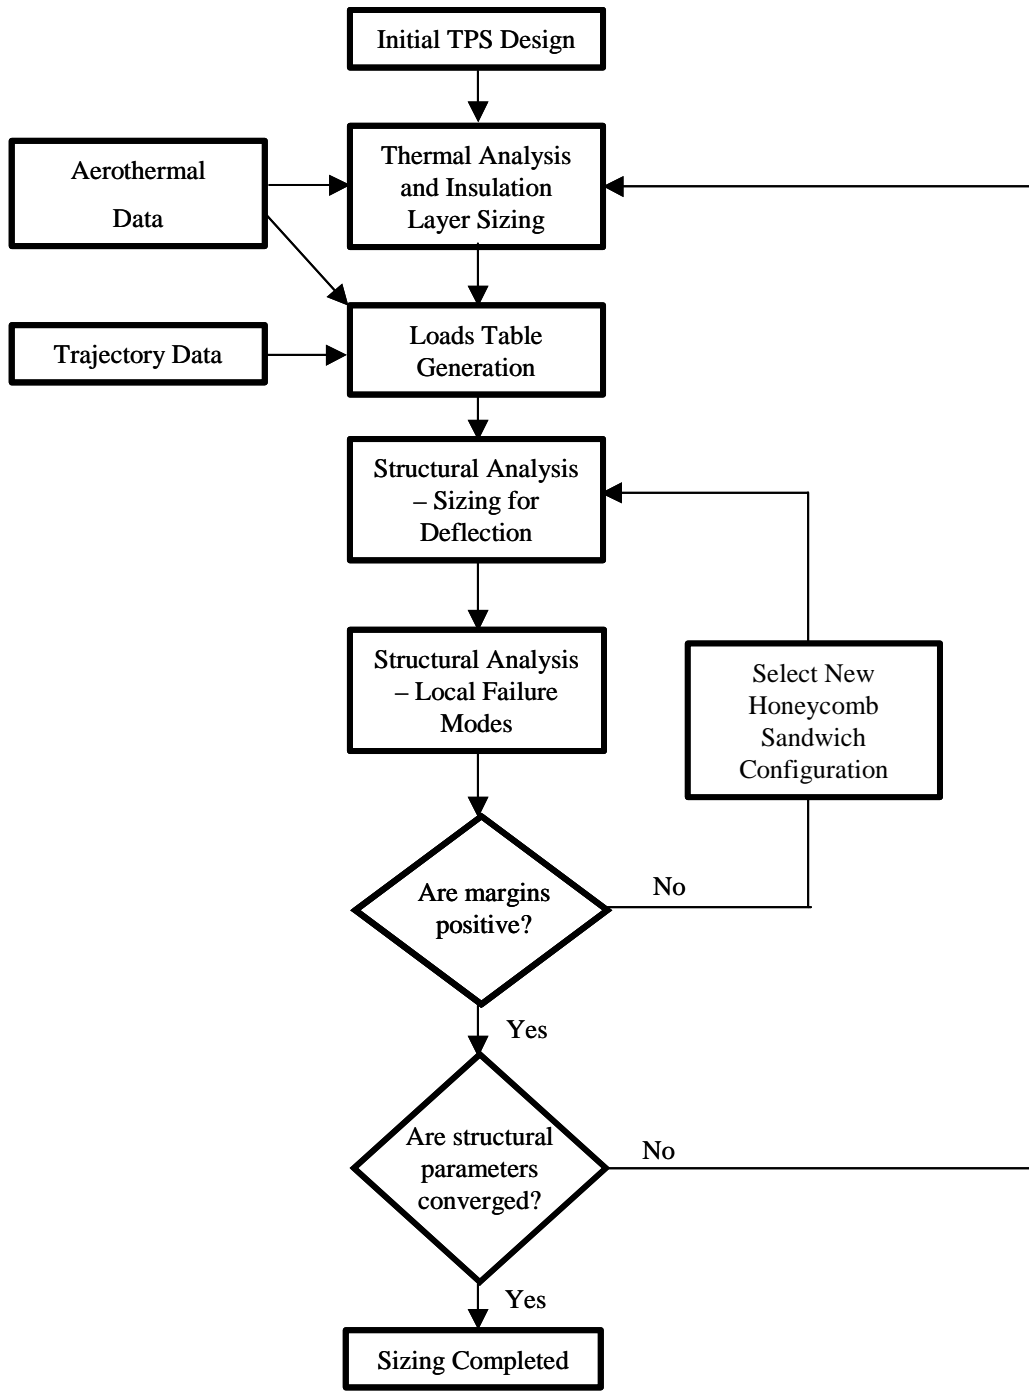 Initial TPS Design
Aerothermal
Data
Thermal Analysis
and Insulation
Layer Sizing
Trajectory Data
Loads Table
Generation
Structural Analysis
– Sizing for
Deflection
Structural Analysis
– Local Failure
Modes
Select New
Honeycomb
Sandwich
Configuration
Are margins
positive?
No
Yes
Are structural
parameters
converged?
No
Yes
Sizing Completed